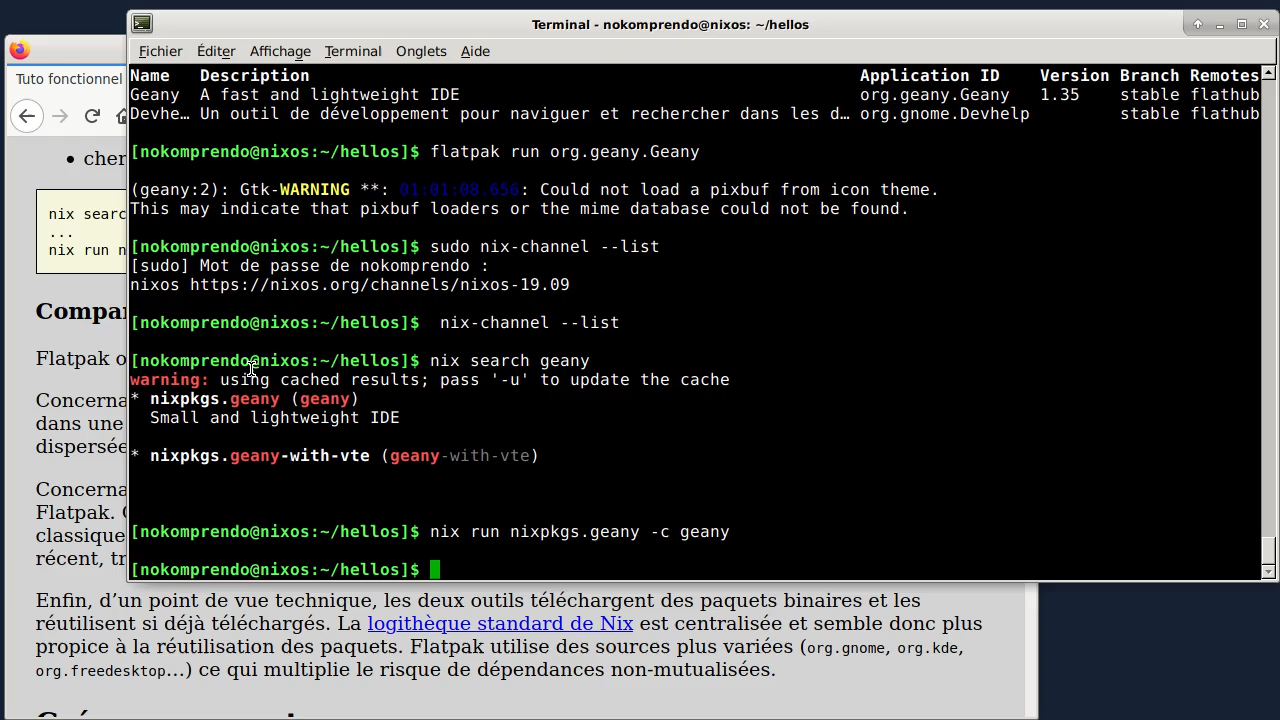 Terminal - nokomprendo@nixos: ~/hellos
Fichier Éditer Affichage Terminal Onglets Aide
Name Description Application ID Version Branch Remotes
Geany A fast and lightweight IDE org.geany.Geany 1.35 stable flathub
Devhe… Un outil de développement pour naviguer et rechercher dans les d… org.gnome.Devhelp stable flathub
[nokomprendo@nixos:~/hellos]$ flatpak run org.geany.Geany
(geany:2): Gtk-WARNING **: 01:01:08.656: Could not load a pixbuf from icon theme.
This may indicate that pixbuf loaders or the mime database could not be found.
[nokomprendo@nixos:~/hellos]$ sudo nix-channel --list
[sudo] Mot de passe de nokomprendo :
nixos https://nixos.org/channels/nixos-19.09
[nokomprendo@nixos:~/hellos]$  nix-channel --list
[nokomprendo@nixos:~/hellos]$ nix search geany
warning: using cached results; pass '-u' to update the cache
* nixpkgs.geany (geany)
Small and lightweight IDE
* nixpkgs.geany-with-vte (geany-with-vte)
[nokomprendo@nixos:~/hellos]$ nix run nixpkgs.geany -c geany
[nokomprendo@nixos:~/hellos]$
Tuto fonctionnel
• cher
nix searc
...
nix run n
Compar
Flatpak o
Concerna
dans une
dispersée
Concerna
Flatpak. 
classique
récent, tr
Enfin, d’un point de vue technique, les deux outils téléchargent des paquets binaires et les
réutilisent si déjà téléchargés. La logithèque standard de Nix est centralisée et semble donc plus
propice à la réutilisation des paquets. Flatpak utilise des sources plus variées (org.gnome, org.kde,
org.freedesktop…) ce qui multiplie le risque de dépendances non-mutualisées.